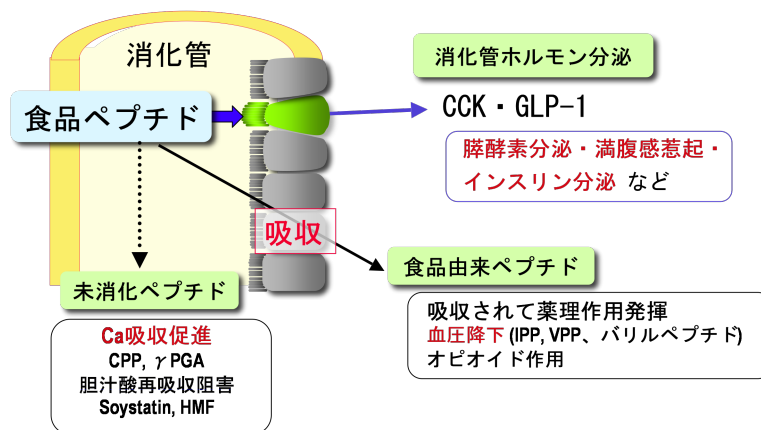 消化管
食品ペプチド
消化管ホルモン分泌
CCK・GLP-1
膵酵素分泌・満腹感惹起・
インスリン分泌 など
吸収
食品由来ペプチド
吸収されて薬理作用発揮
血圧降下 (IPP, VPP、バリルペプチド)
オピオイド作用
未消化ペプチド
Ca吸収促進
CPP, γPGA
胆汁酸再吸収阻害
Soystatin, HMF